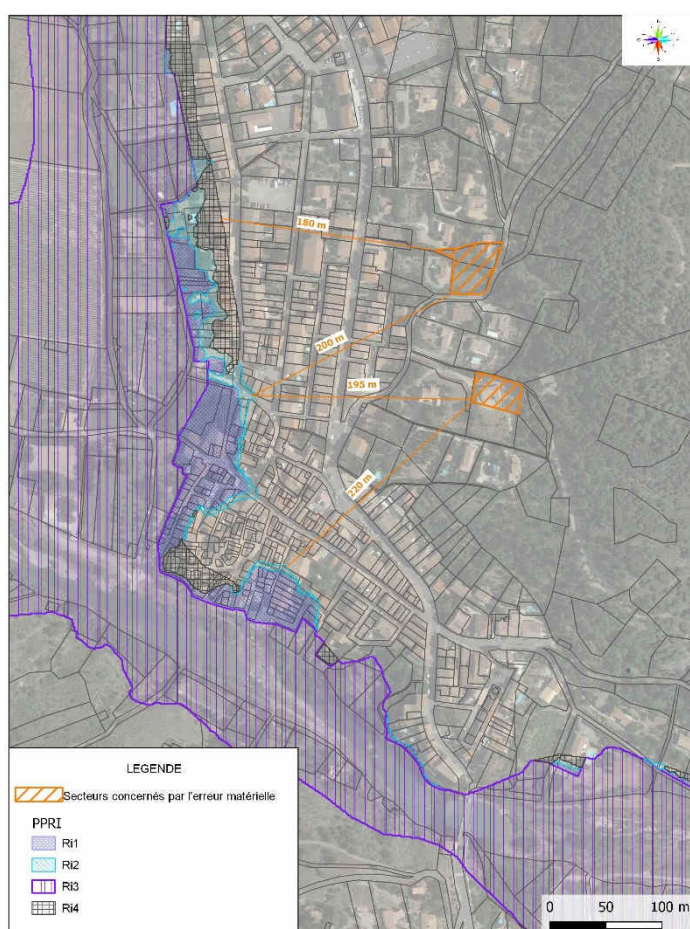 180 m
200 m
195 m
220 m
LEGENDE
Secteurs concernés par l'erreur matérielle
PPRI
Ri1
Ri2
Ri3
Ri4
0 50 100 m